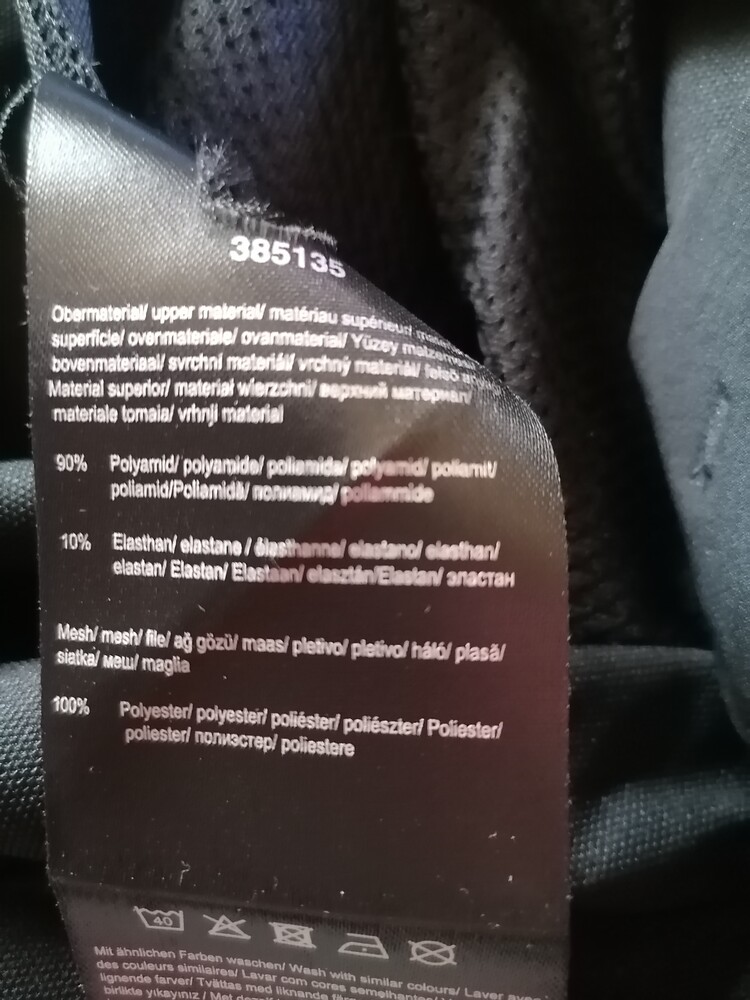 385135
Obermaterial/ upper material/ matériau supérieur/
superficie/ ovenmateriale/ ovanmaterial/ Yüzey malzemesi/
bovenmateriaal/ svrchní materiál/ vrchný materiál/ felső
Material superior/ materiał wierzchni/ верхний материал/
materiale tomaia/ vrhnji material
90% Polyamid/ polyamide/ poliamida/ polyamid/ poliamit/
poliamid/Poliamidă/ полиамид/ poliammide
10% Elasthan/ elastane / élasthanne/ elastano/ elasthan/
elastan/ Elastan/ Elastaan/ elasztán/Elastan/ эластан
Mesh/ mesh/ filé/ ağ gözü/ maas/ pletivo/ pletivo/ háló/ plasă/
siatka/ меш/ maglia
100% Polyester/ polyester/ poliéster/ poliészter/ Poliester/
poliester/ полиэстер/ poliestere
40
Mit ähnlichen Farben waschen/ Wash with similar colours/ Laver avec
des couleurs similaires/ Lavar com cores semelhantes/
lignende farver/ Tvättas med liknande
birlikte yıkayınız / Met